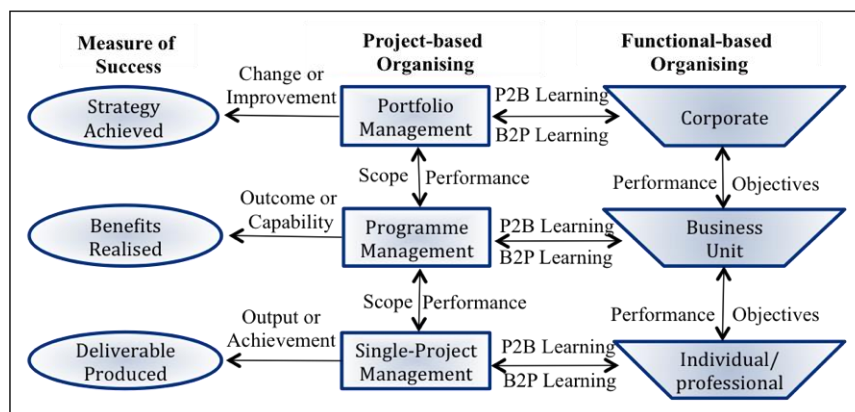 Measure of
Success
Project-based
Organising
Functional-based
Organising
Change or
Improvement
Strategy
Achieved
Portfolio
Management
P2B Learning
B2P Learning
Corporate
Scope
Performance
Performance
Objectives
Outcome or
Capability
Benefits
Realised
Programme
Management
P2B Learning
B2P Learning
Business
Unit
Scope
Performance
Performance
Objectives
Output or
Achievement
Deliverable
Produced
Single-Project
Management
P2B Learning
B2P Learning
Individual/
professional